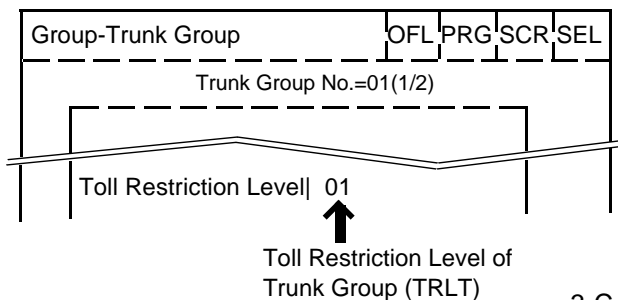 Group-Trunk Group OFL PRG SCR SEL
Trunk Group No.=01(1/2)
Toll Restriction Level| 01
Toll Restriction Level of
Trunk Group (TRLT)